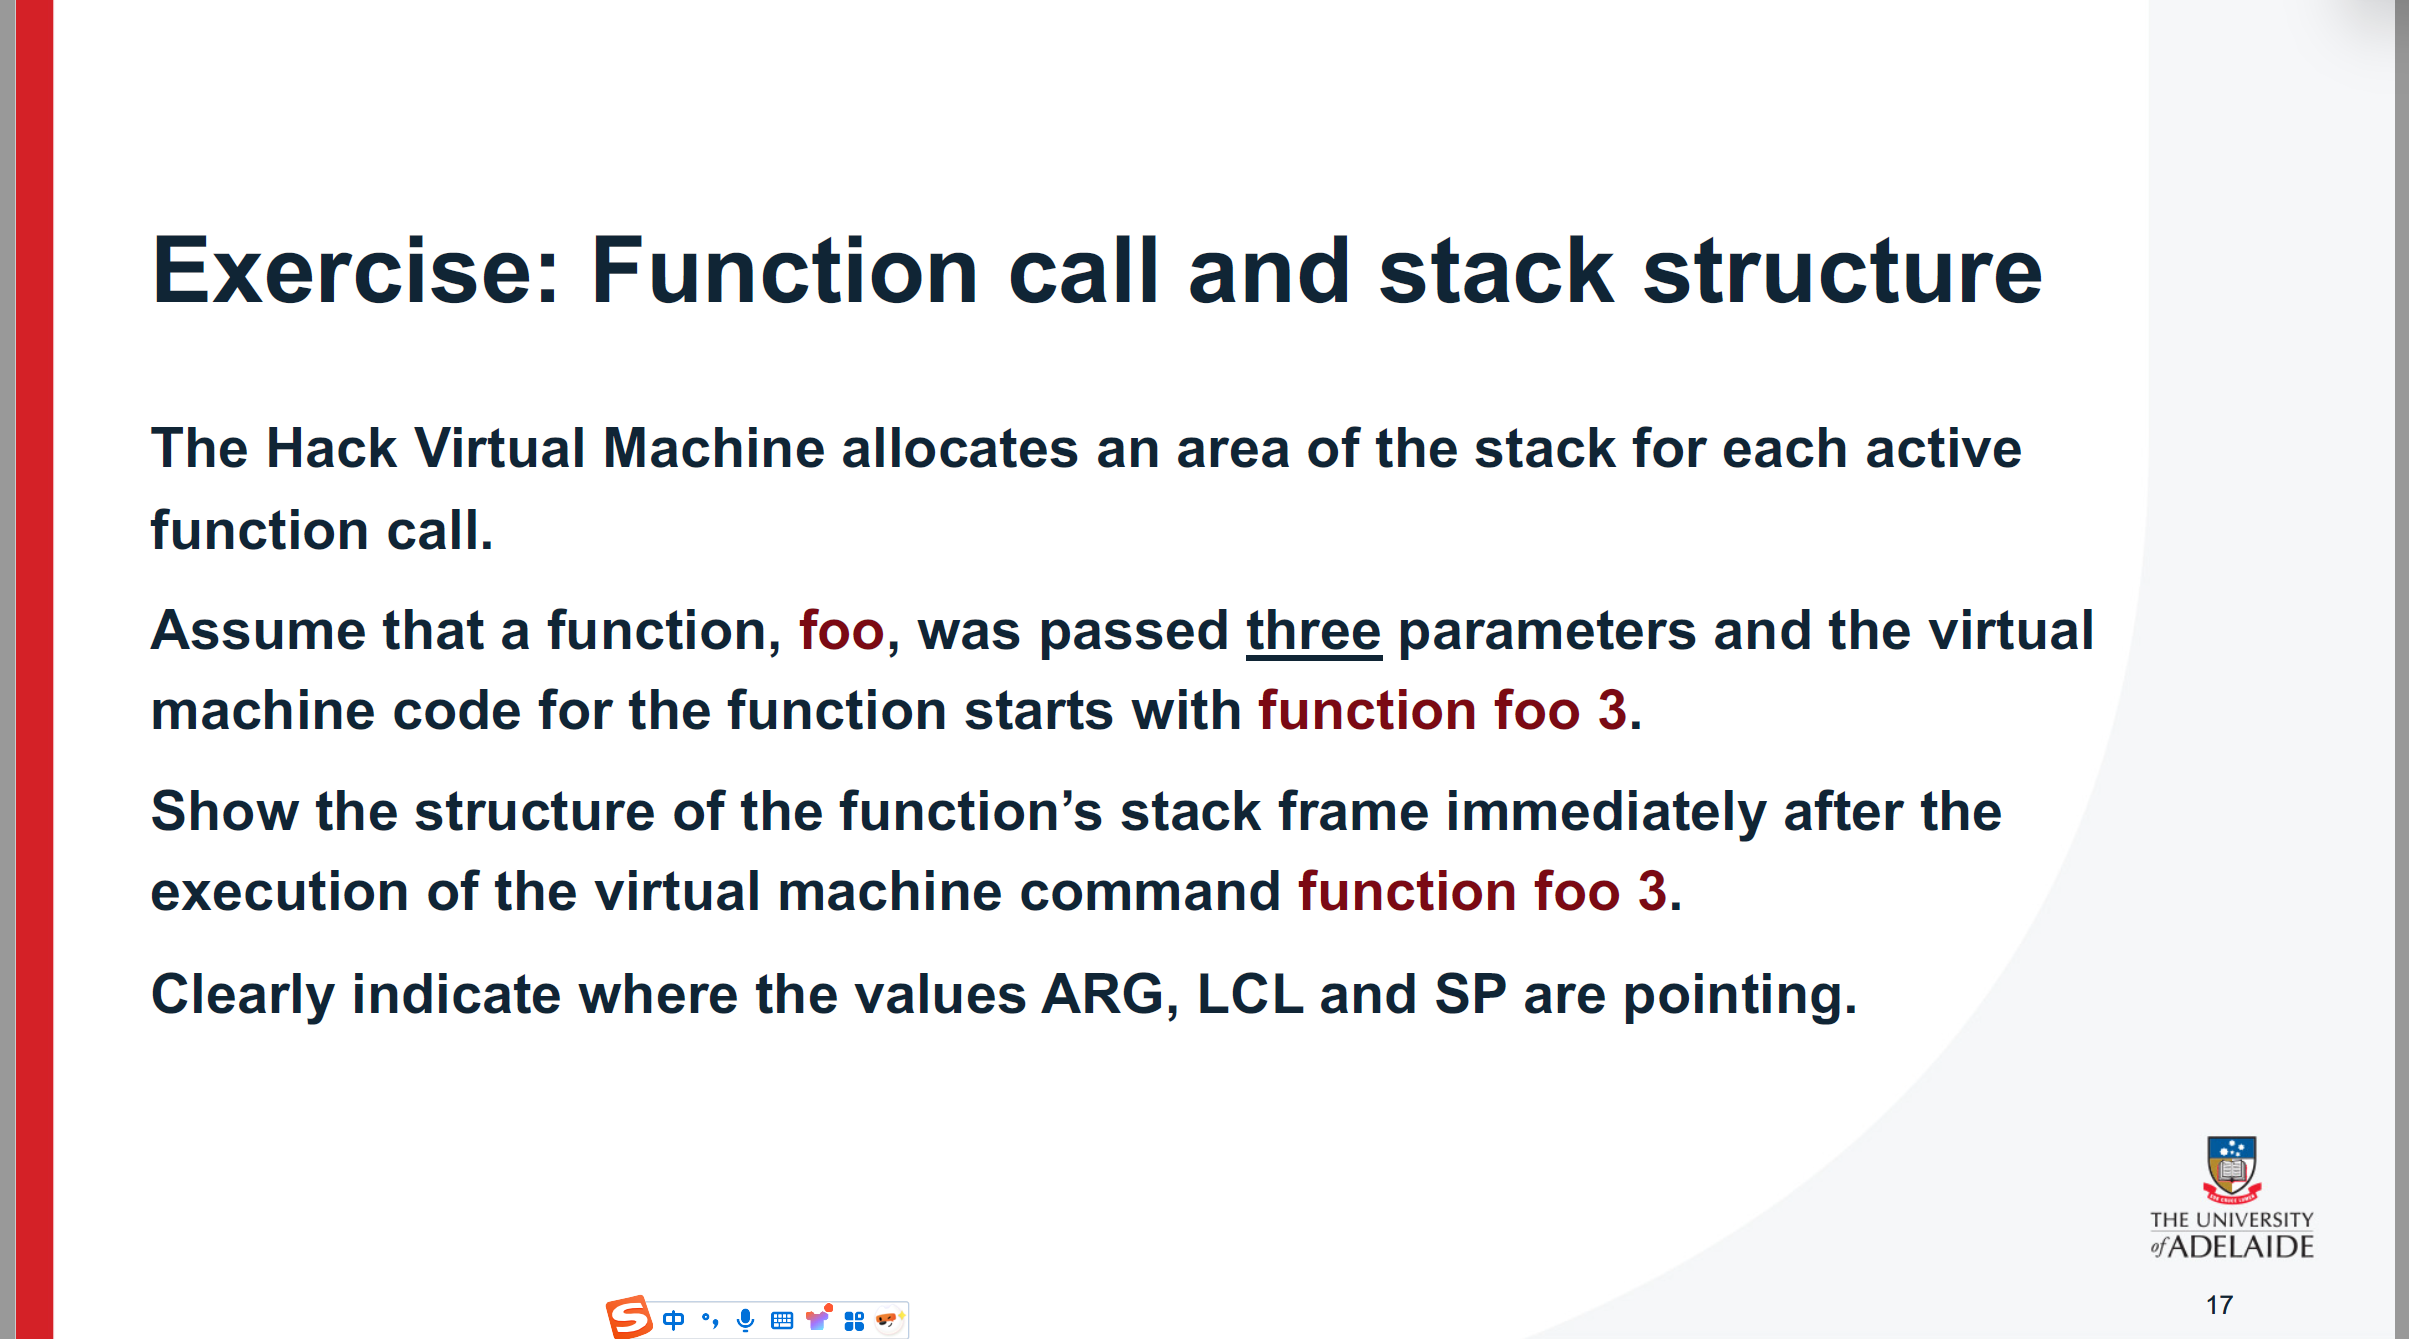 Exercise: Function call and stack structure
The Hack Virtual Machine allocates an area of the stack for each active
function call.
Assume that a function, foo, was passed three parameters and the virtual
machine code for the function starts with function foo 3.
Show the structure of the function’s stack frame immediately after the
execution of the virtual machine command function foo 3.
Clearly indicate where the values ARG, LCL and SP are pointing.
THE UNIVERSITY
of ADELAIDE
17
S 中 °,